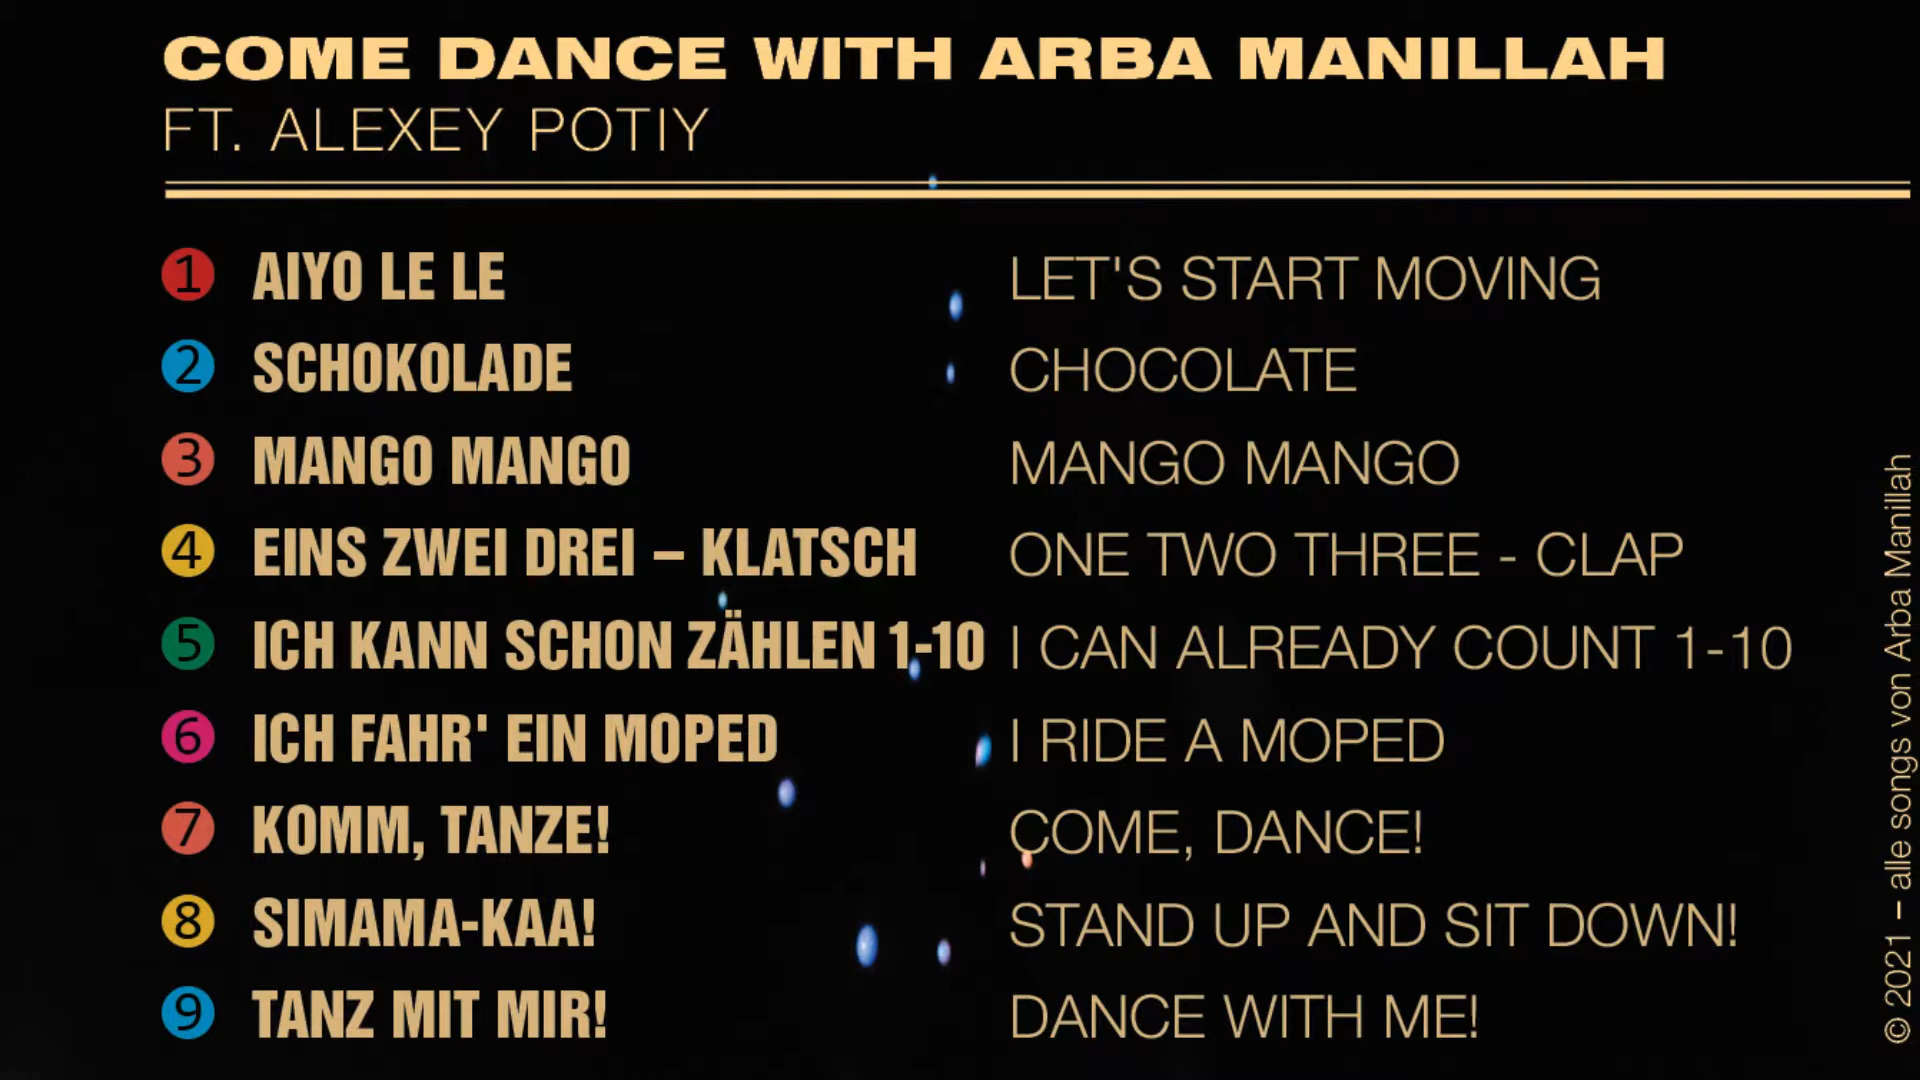 COME DANCE WITH ARBA MANILLAH
FT. ALEXEY POTIY
1 AIYO LE LE LET'S START MOVING
2 SCHOKOLADE CHOCOLATE
3 MANGO MANGO MANGO MANGO
4 EINS ZWEI DREI – KLATSCH ONE TWO THREE - CLAP
5 ICH KANN SCHON ZÄHLEN 1-10 I CAN ALREADY COUNT 1-10
6 ICH FAHR' EIN MOPED I RIDE A MOPED
7 KOMM, TANZE! COME, DANCE!
8 SIMAMA-KAA! STAND UP AND SIT DOWN!
9 TANZ MIT MIR! DANCE WITH ME!
© 2021 – alle songs von Arba Manillah